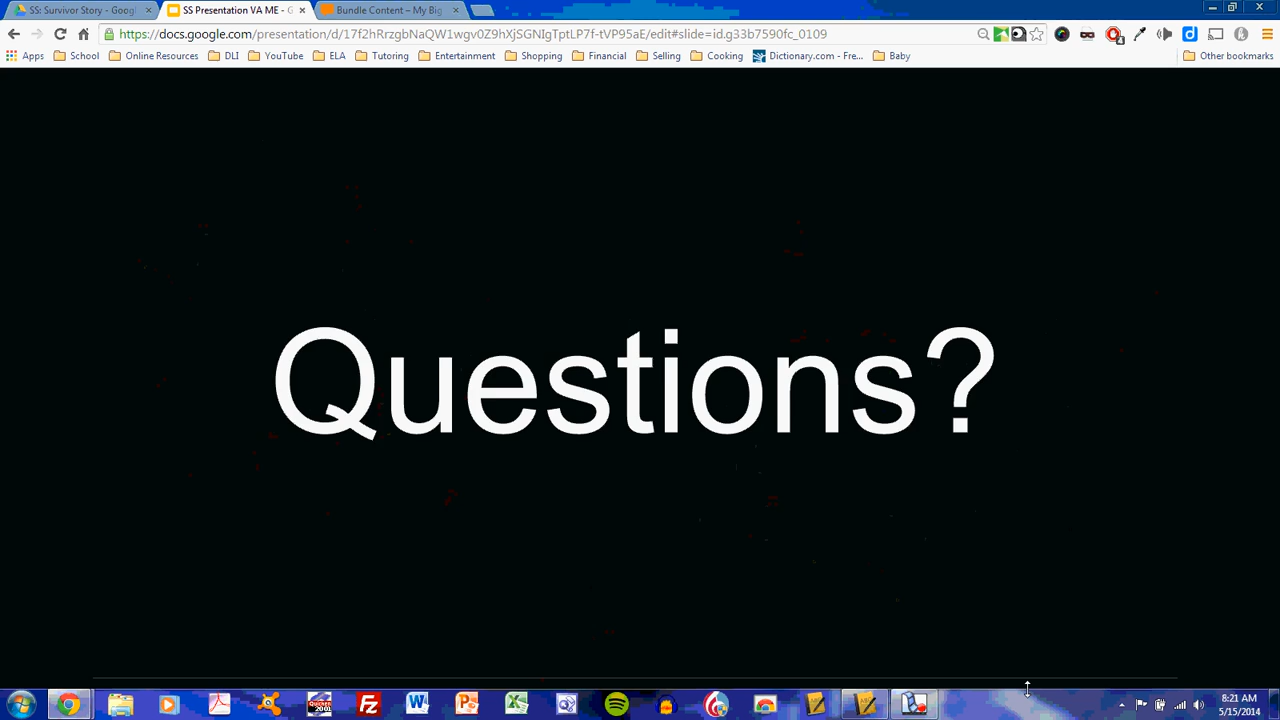 SS: Survivor Story - Googl
SS Presentation VA ME - G
Bundle Content – My Big
https://docs.google.com/presentation/d/17f2hRrzgbNaQW1wgv0Z9hXjSGNIgTptLP7f-tVP95aE/edit#slide=id.g33b7590fc_0109
Apps School Online Resources DLI YouTube ELA Tutoring Entertainment Shopping Financial Selling Cooking Dictionary.com - Fre... Baby Other bookmarks
Questions?
8:21 AM
5/15/2014